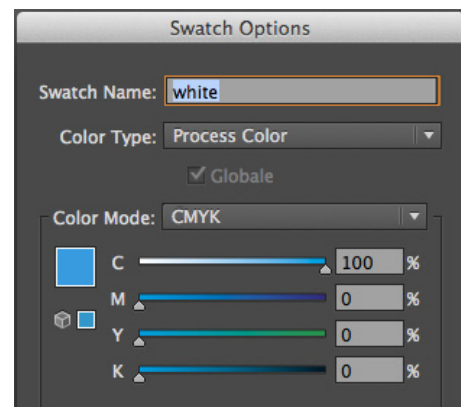 Swatch Options
Swatch Name: white
Color Type: Process Color
Globale
Color Mode: CMYK
C 100 %
M 0 %
Y 0 %
K 0 %